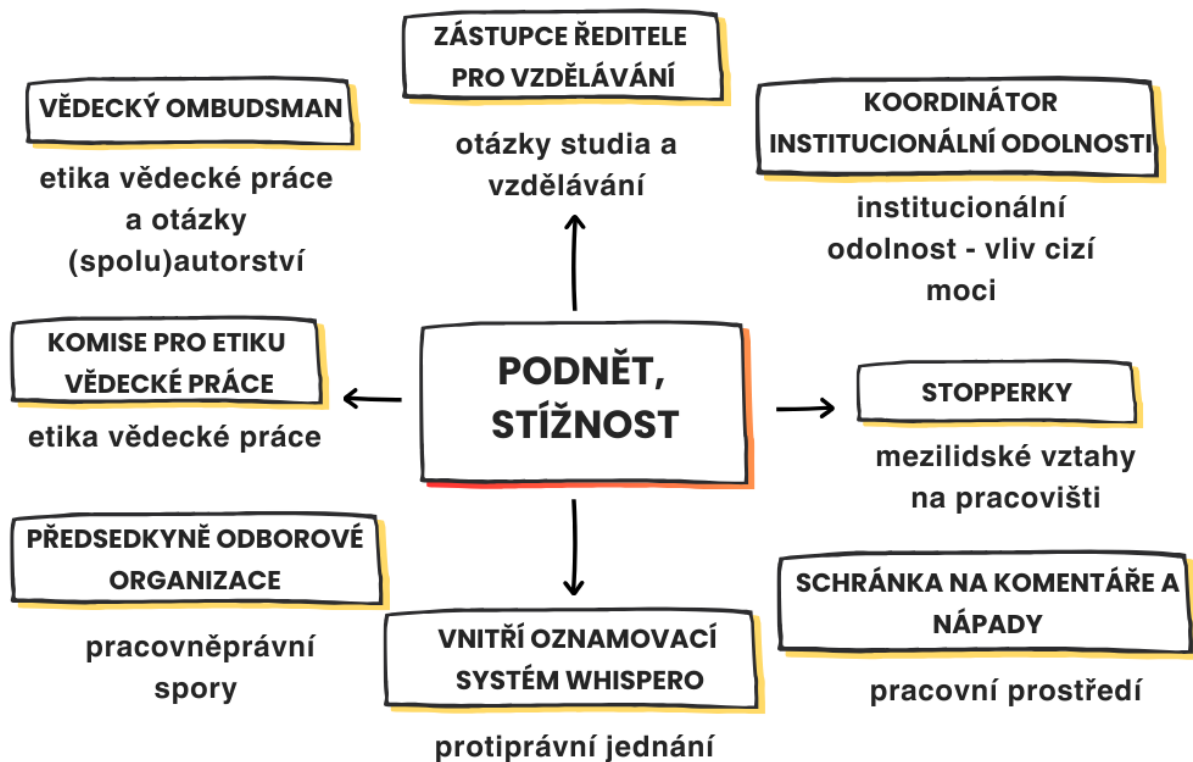 ZÁSTUPCE ŘEDITELE
PRO VZDĚLÁVÁNÍ
otázky studia a
vzdělávání
VĚDECKÝ OMBUDSMAN
etika vědecké práce
a otázky
(spolu)autorství
KOORDINÁTOR
INSTITUCIONÁLNÍ ODOLNOSTI
institucionální
odolnost - vliv cizí
moci
KOMISE PRO ETIKU
VĚDECKÉ PRÁCE
etika vědecké práce
PODNĚT,
STÍŽNOST
STOPPERKY
mezilidské vztahy
na pracovišti
PŘEDSEDKYNĚ ODBOROVÉ
ORGANIZACE
pracovněprávní
spory
VNITŘÍ OZNAMOVACÍ
SYSTÉM WHISPERO
protiprávní jednání
SCHRÁNKA NA KOMENTÁŘE A
NÁPADY
pracovní prostředí